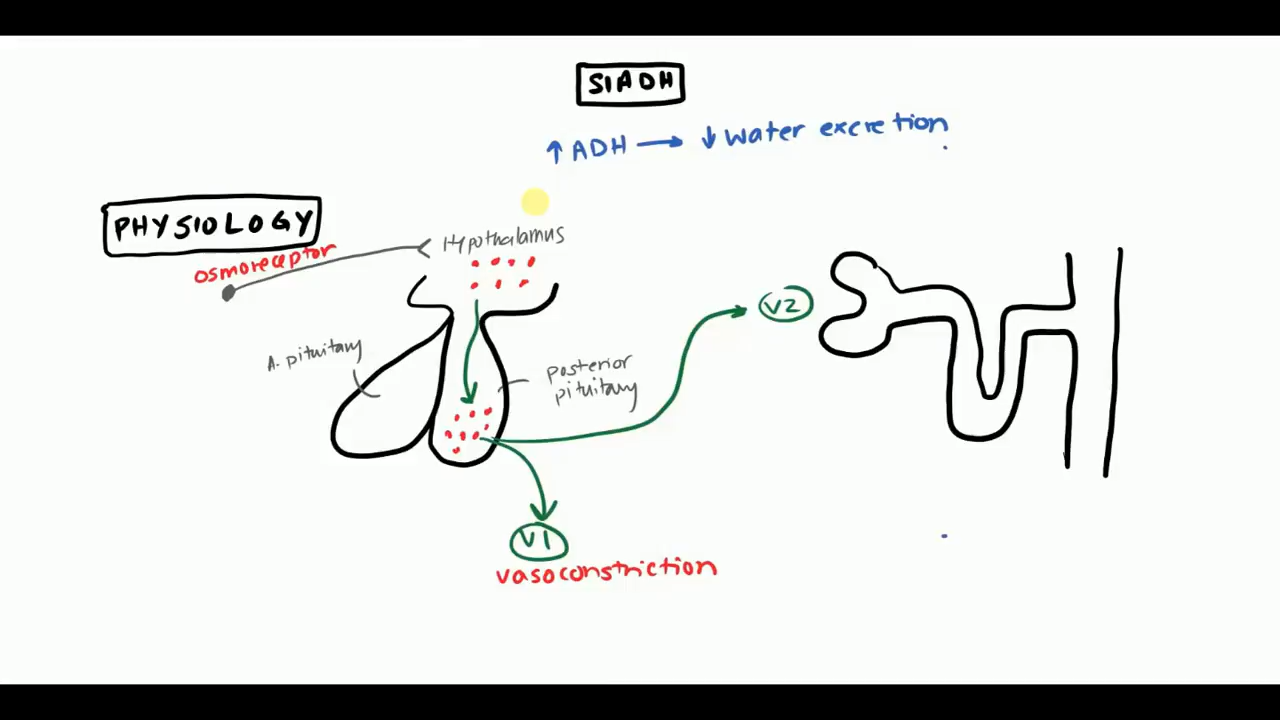 SIADH
↑ ADH → ↓ water excretion
PHYSIOLOGY
osmoreceptor
Hypothalamus
V2
A. pituitary
posterior
pituitary
V1
vasoconstriction